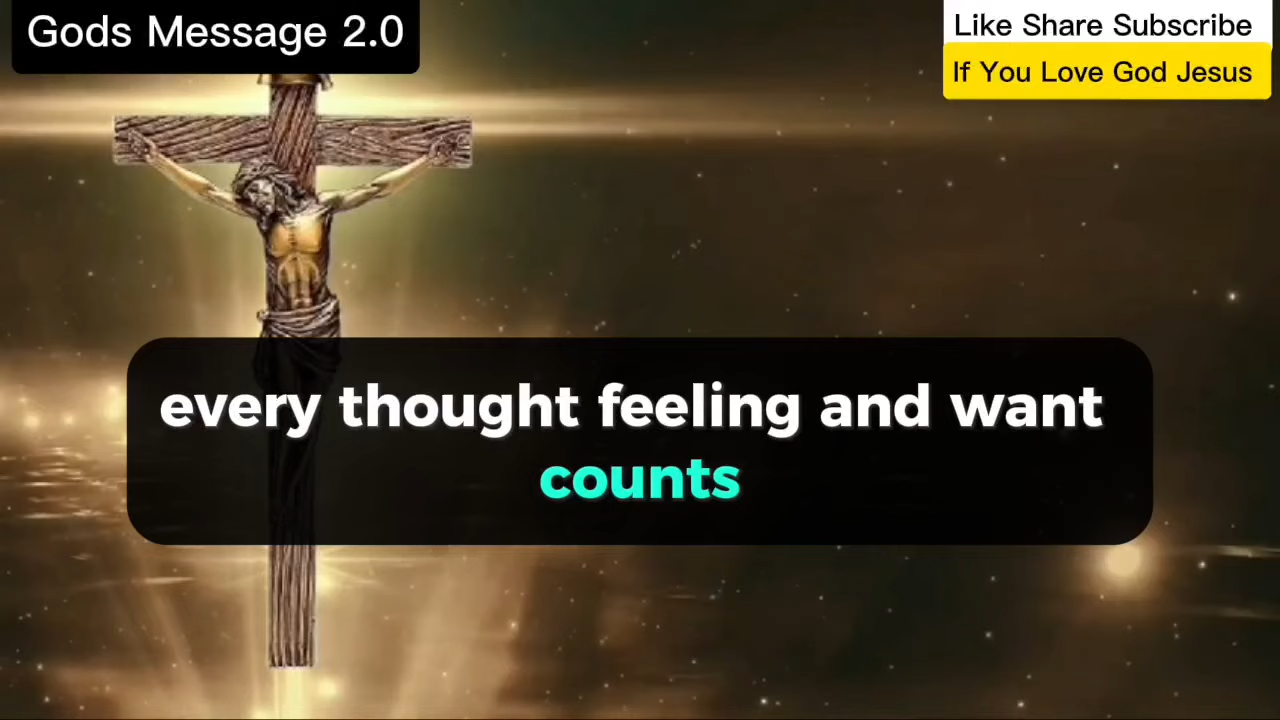 Gods Message 2.0
Like Share Subscribe
If You Love God Jesus
every thought feeling and want
counts